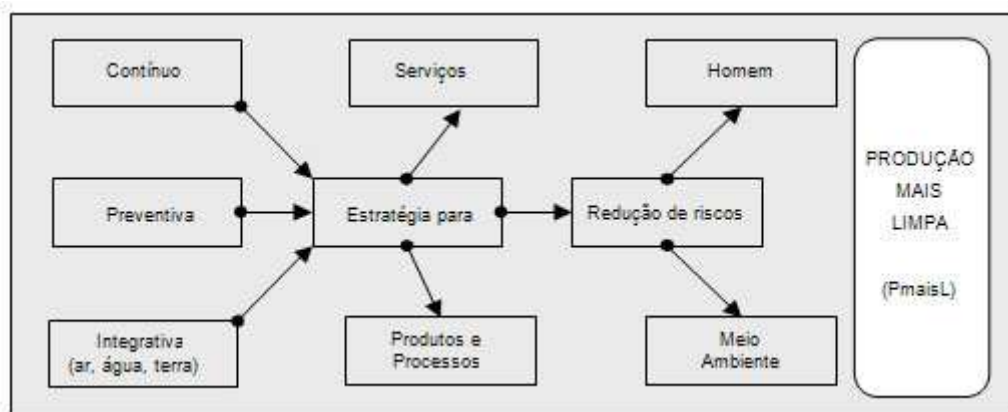 Contínuo
Serviços
Homem
Preventiva
Estratégia para
Redução de riscos
Integrativa
(ar, água, terra)
Produtos e
Processos
Meio
Ambiente
PRODUÇÃO
MAIS
LIMPA
(PmaisL)